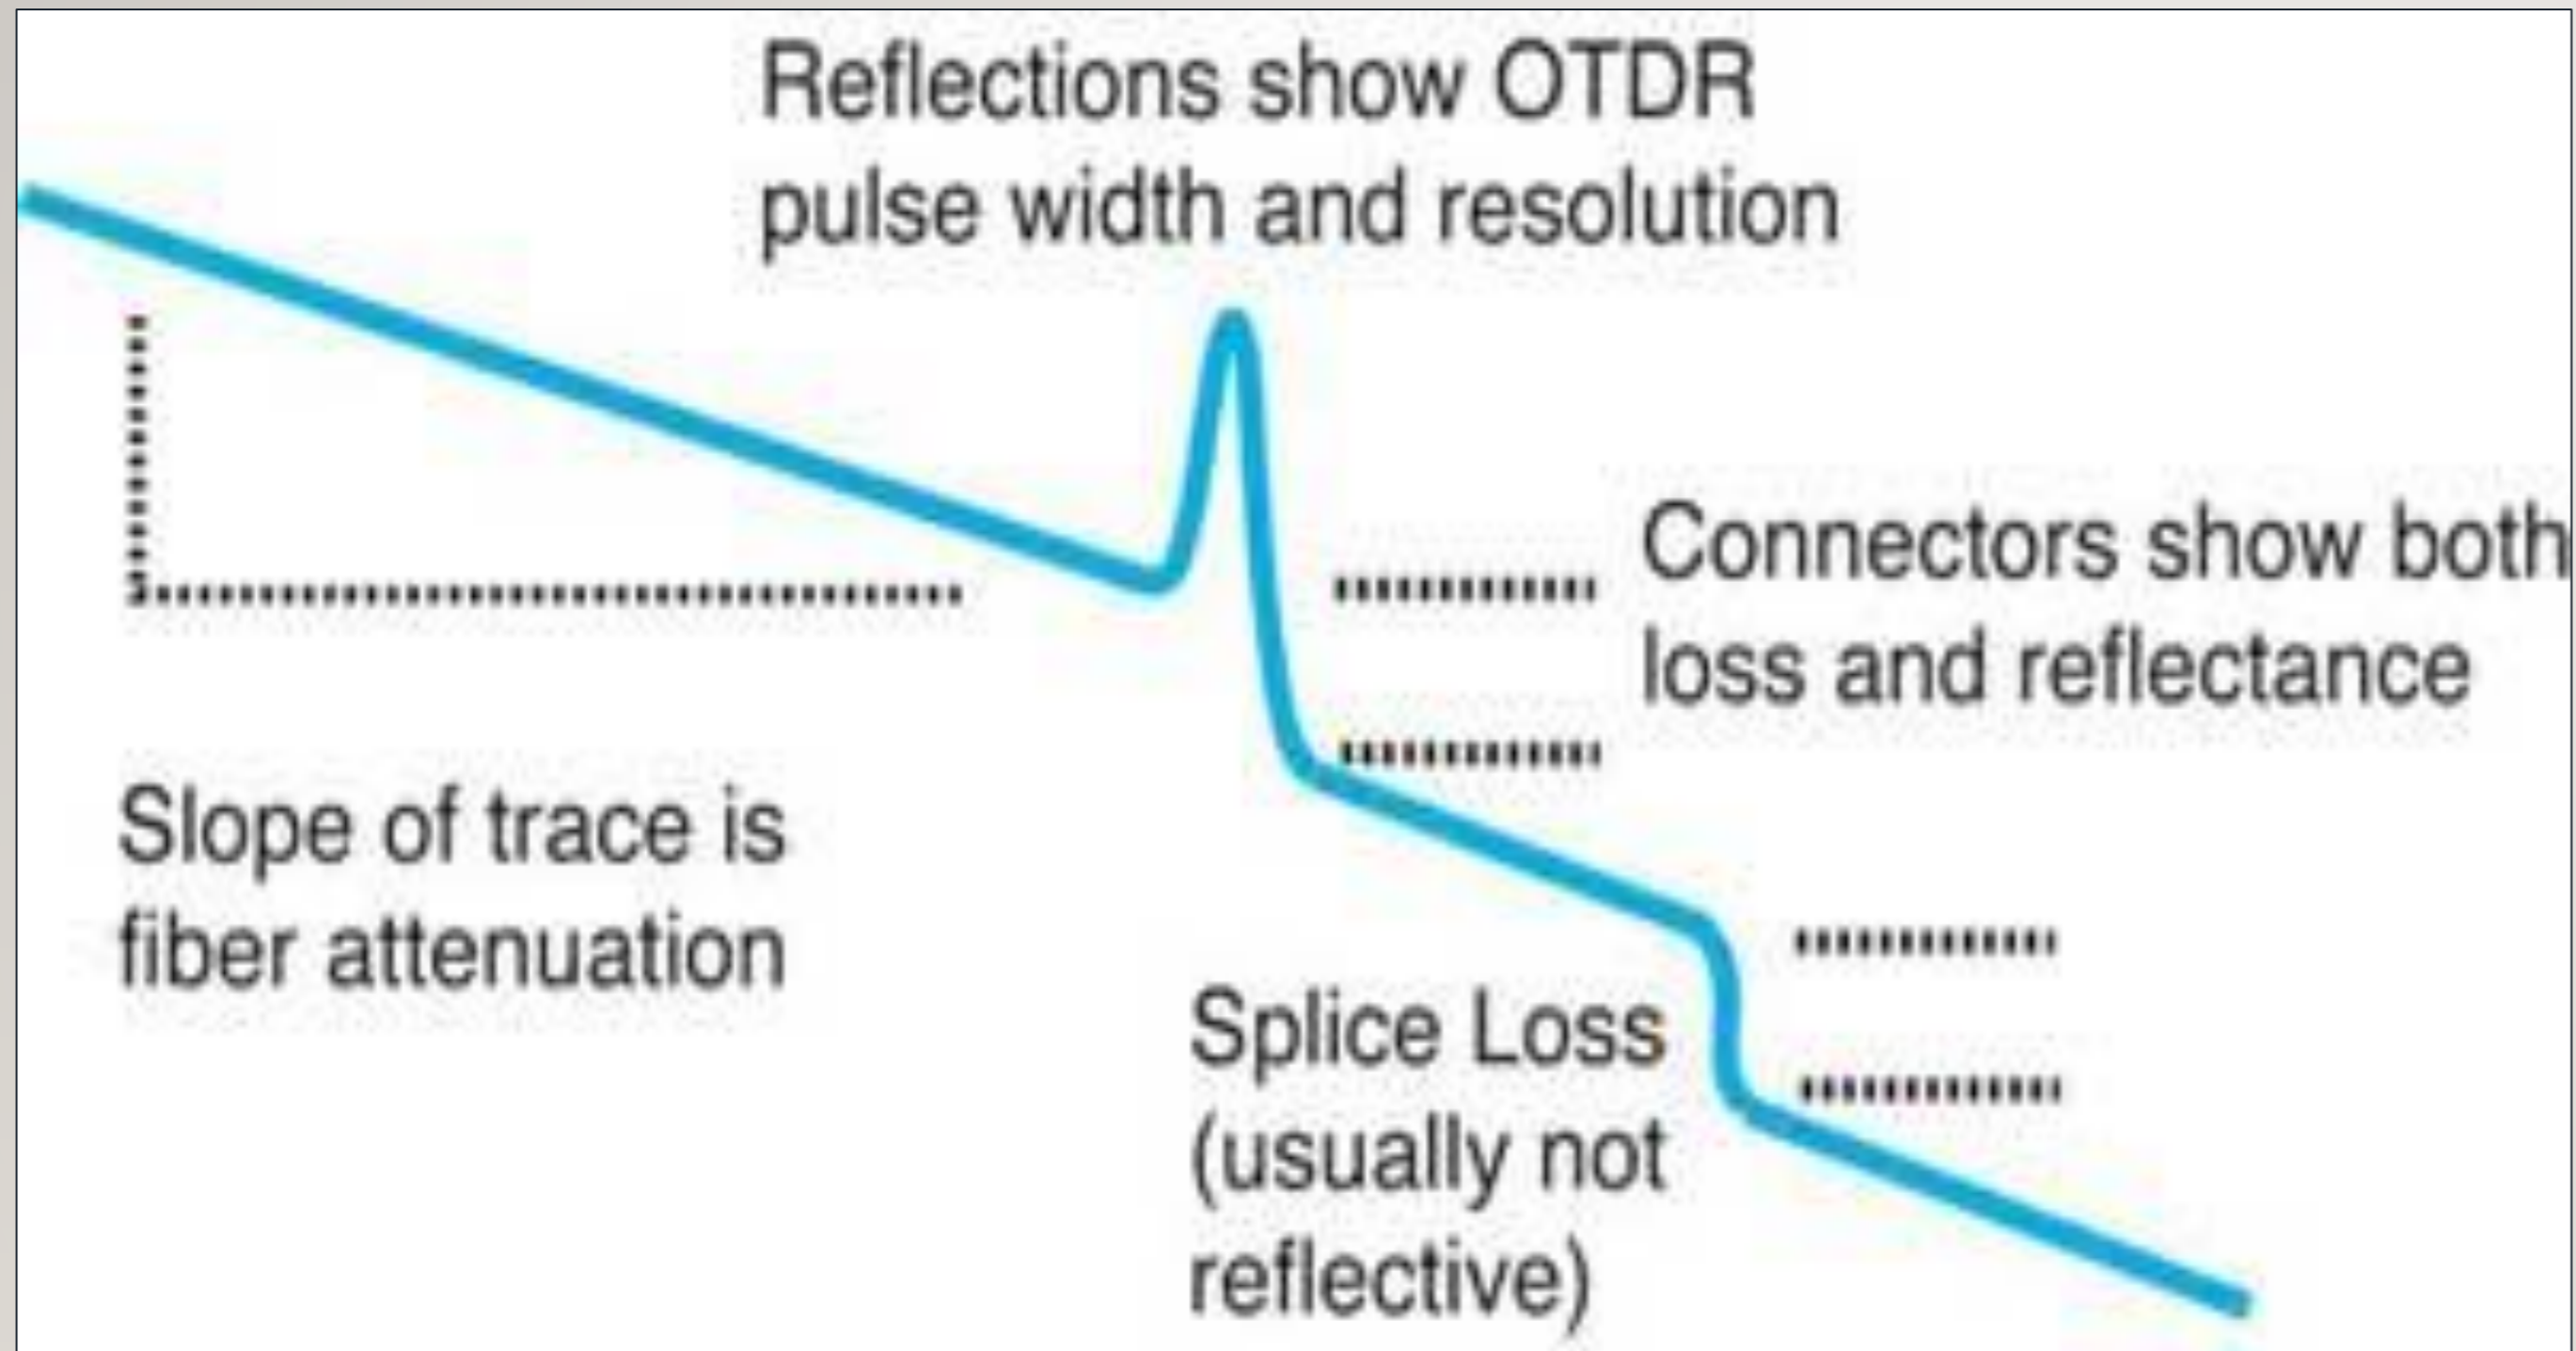 Reflections show OTDR
pulse width and resolution
Connectors show both
loss and reflectance
Slope of trace is
fiber attenuation
Splice Loss
(usually not
reflective)